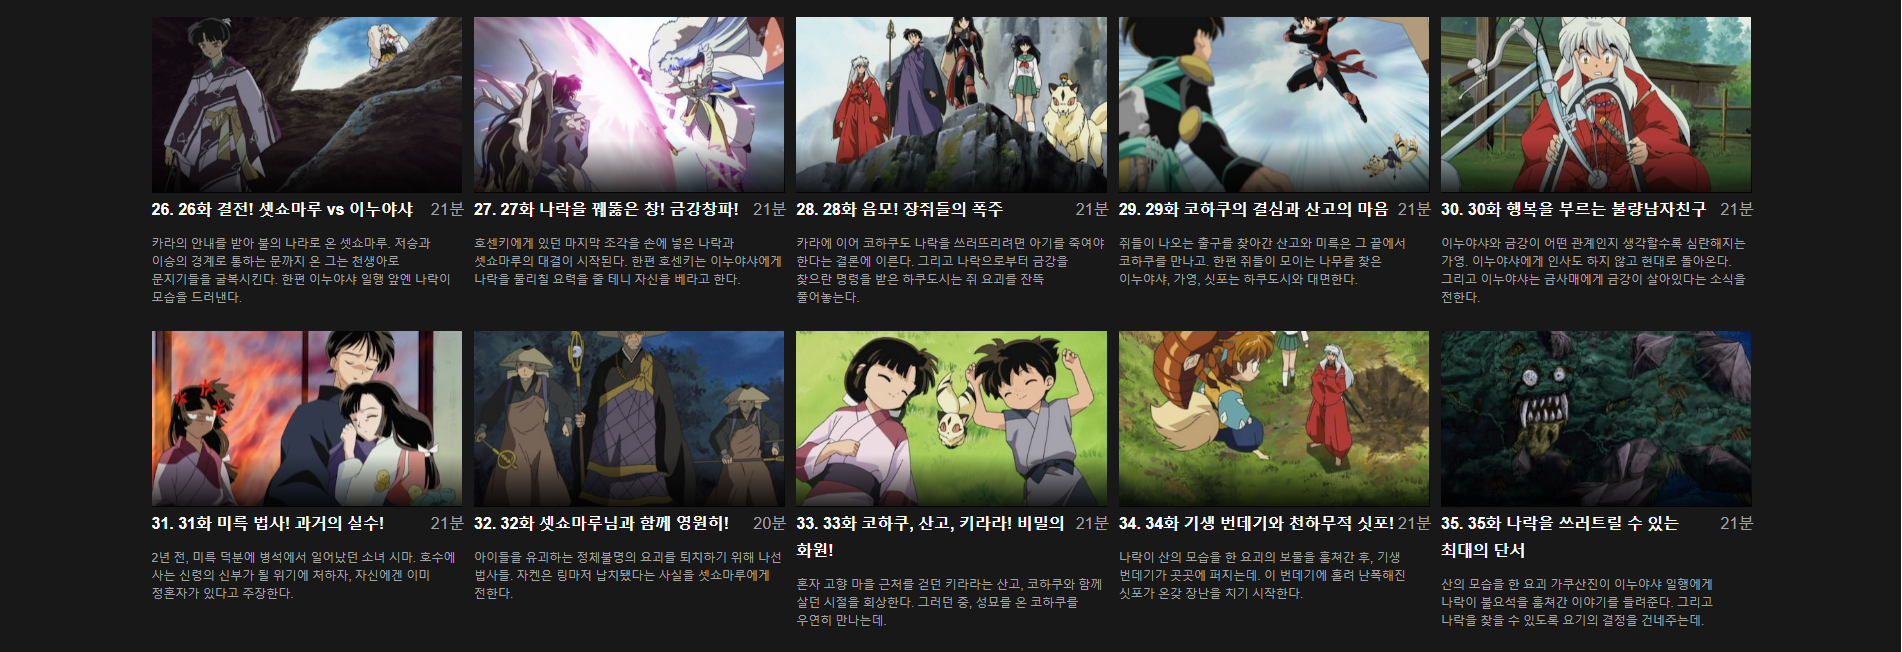 26. 26화 결전! 셋쇼마루 vs 이누야샤 21분
카라의 안내를 받아 불의 나라로 온 셋쇼마루. 저승과
이승의 경계로 통하는 문까지 온 그는 천생아로
문지기들을 굴복시킨다. 한편 이누야샤 일행 앞엔 나락이
모습을 드러낸다.
27. 27화 나락을 꿰뚫은 창! 금강창파! 21분
호센키에게 있던 마지막 조각을 손에 넣은 나락과
셋쇼마루의 대결이 시작된다. 한편 호센키는 이누야샤에게
나락을 물리칠 요력을 줄 테니 자신을 베라고 한다.
28. 28화 음모! 장쥐들의 폭주 21분
카라에 이어 코하쿠도 나락을 쓰러뜨리려면 아기를 죽여야
한다는 결론에 이른다. 그리고 나락으로부터 금강을
찾으란 명령을 받은 하쿠도시는 쥐 요괴를 잔뜩
풀어놓는다.
29. 29화 코하쿠의 결심과 산고의 마음 21분
쥐들이 나오는 출구를 찾아간 산고와 미륵은 그 끝에서
코하쿠를 만나고. 한편 쥐들이 모이는 나무를 찾은
이누야샤, 가영, 싯포는 하쿠도시와 대면한다.
30. 30화 행복을 부르는 불량남자친구 21분
이누야샤와 금강이 어떤 관계인지 생각할수록 심란해지는
가영. 이누야샤에게 인사도 하지 않고 현대로 돌아온다.
그리고 이누야샤는 금사매에게 금강이 살아있다는 소식을
전한다.
31. 31화 미륵 법사! 과거의 실수! 21분
2년 전, 미륵 덕분에 병석에서 일어났던 소녀 시마. 호수에
사는 신령의 신부가 될 위기에 처하자, 자신에겐 이미
정혼자가 있다고 주장한다.
32. 32화 셋쇼마루님과 함께 영원히! 20분
아이들을 유괴하는 정체불명의 요괴를 퇴치하기 위해 나선
법사들. 자켄은 링마저 납치됐다는 사실을 셋쇼마루에게
전한다.
33. 33화 코하쿠, 산고, 키라라! 비밀의 21분
화원!
혼자 고향 마을 근처를 걷던 키라라는 산고, 코하쿠와 함께
살던 시절을 회상한다. 그러던 중, 성묘를 온 코하쿠를
우연히 만나는데.
34. 34화 기생 번데기와 천하무적 싯포! 21분
나락이 산의 모습을 한 요괴의 보물을 훔쳐간 후, 기생
번데기가 곳곳에 퍼지는데. 이 번데기에 홀려 난폭해진
싯포가 온갖 장난을 치기 시작한다.
35. 35화 나락을 쓰러트릴 수 있는 21분
최대의 단서
산의 모습을 한 요괴 가쿠산진이 이누야샤 일행에게
나락이 불요석을 훔쳐간 이야기를 들려준다. 그리고
나락을 찾을 수 있도록 요기의 결정을 건네주는데.